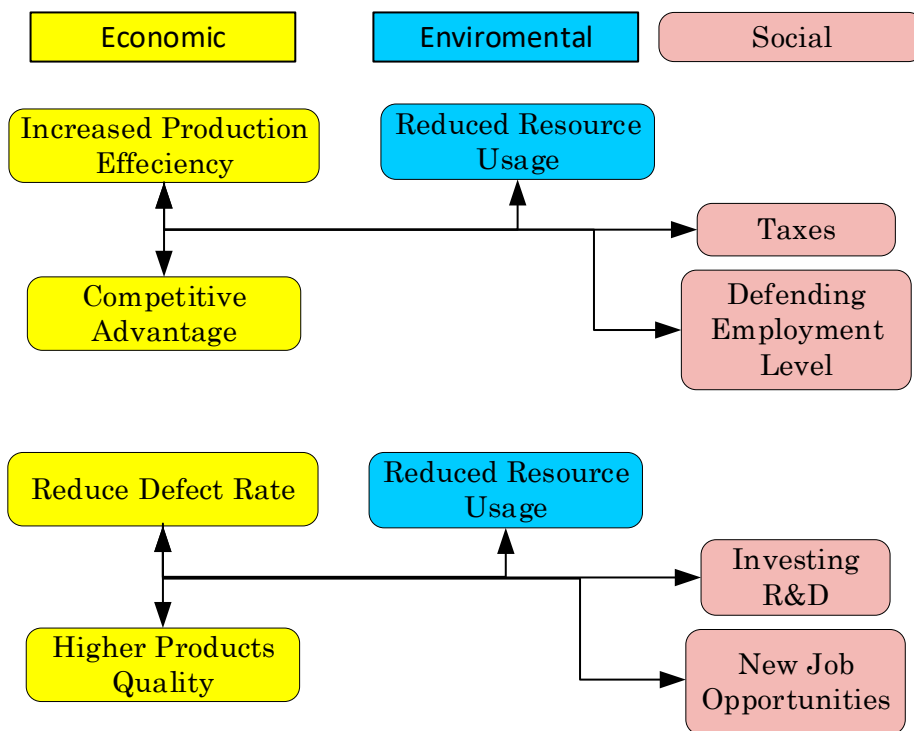 Economic
Enviromental
Social
Increased Production
Effeciency
Reduced Resource
Usage
Taxes
Competitive
Advantage
Defending
Employment
Level
Reduce Defect Rate
Reduced Resource
Usage
Investing
R&D
Higher Products
Quality
New Job
Opportunities